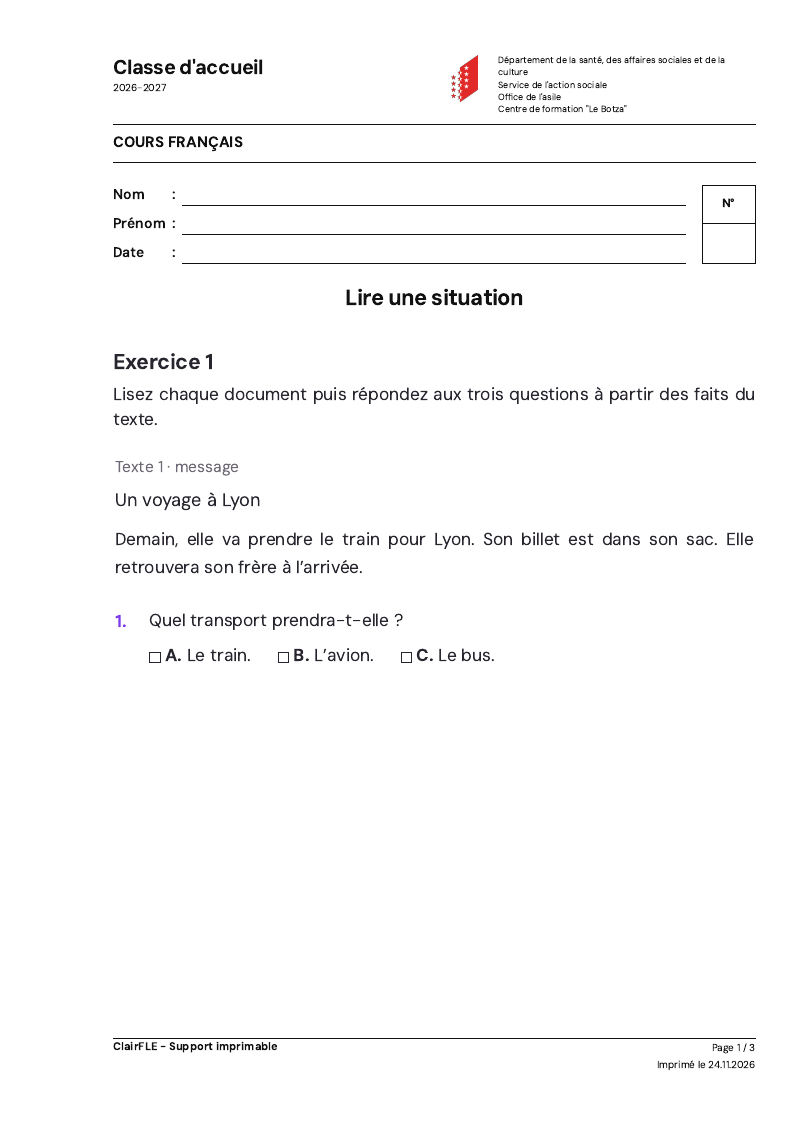 Classe d'accueil
2026-2027
Département de la santé, des affaires sociales et de la
culture
Service de l'action sociale
Office de l'asile
Centre de formation "Le Botza"
COURS FRANÇAIS
Nom :
Prénom :
Date :
N°
Lire une situation
Exercice 1
Lisez chaque document puis répondez aux trois questions à partir des faits du
texte.
Texte 1 · message
Un voyage à Lyon
Demain, elle va prendre le train pour Lyon. Son billet est dans son sac. Elle
retrouvera son frère à l’arrivée.
1. Quel transport prendra-t-elle ?
A. Le train. B. L’avion. C. Le bus.
ClairFLE - Support imprimable
Page 1 / 3
Imprimé le 24.11.2026